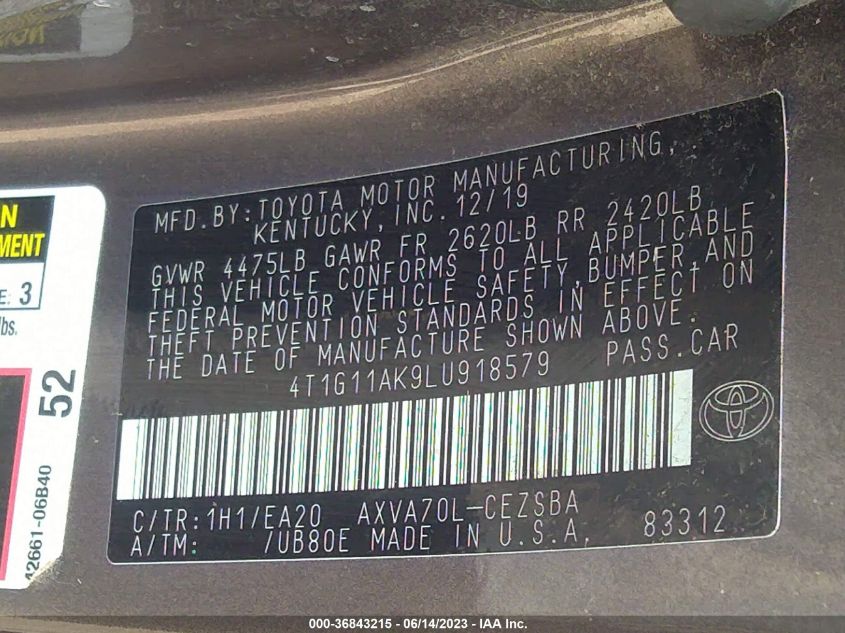 N
EMENT
E: 3
lbs.
52
42661-06B40
MFD.BY:TOYOTA MOTOR MANUFACTURING,
KENTUCKY, INC. 12/19
GVWR 4475LB GAWR FR 2620LB RR 2420LB
THIS VEHICLE CONFORMS TO ALL APPLICABLE
FEDERAL MOTOR VEHICLE SAFETY,BUMPER,AND
THEFT PREVENTION STANDARDS IN EFFECT ON
THE DATE OF MANUFACTURE SHOWN ABOVE.
4T1G11AK9LU918579 PASS.CAR
C/TR:1H1/EA20 AXVA70L-CEZSBA
A/TM: /UB80E MADE IN U.S.A. 83312
000-36843215 - 06/14/2023 - IAA Inc.